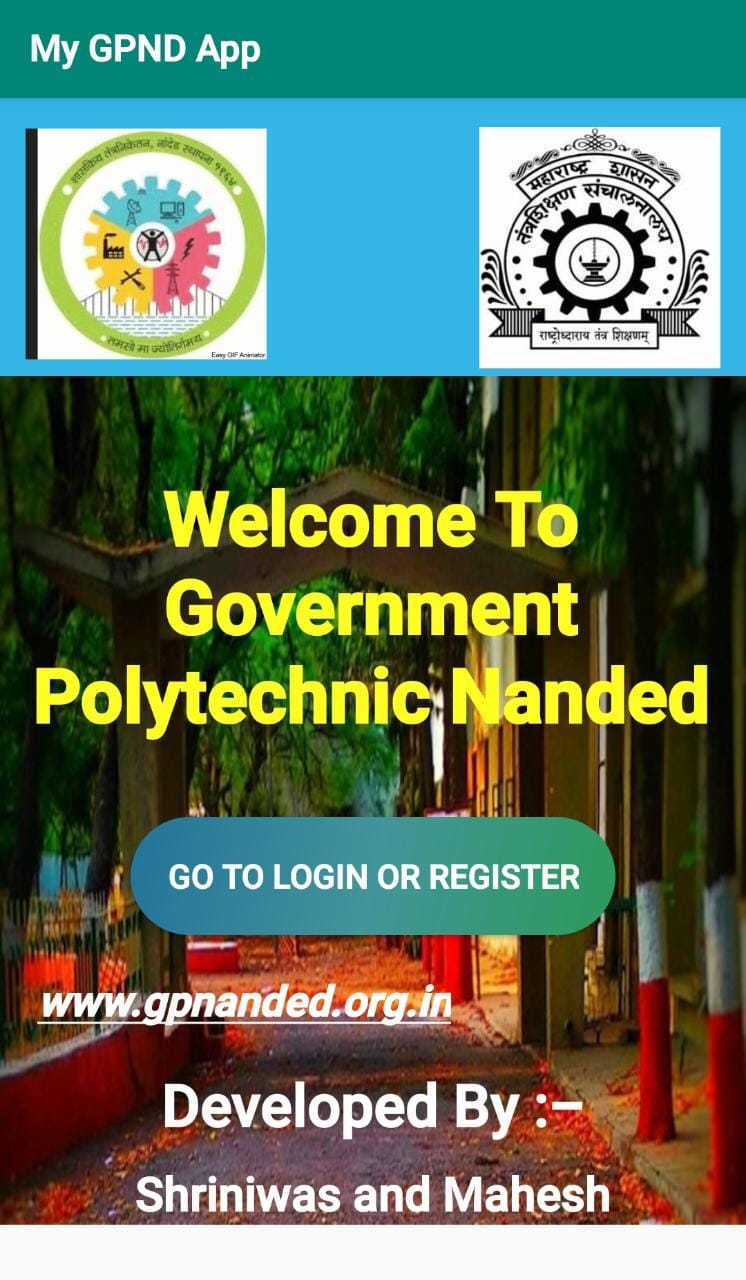 My GPND App
शासकिय तंत्रनिकेतन, नांदेड स्थापना १९६४
तमसो मा ज्योतिर्गमय
Easy GIF Animator
महाराष्ट्र शासन
तंत्रशिक्षण संचालनालय
राष्ट्रोध्दाराय तंत्र शिक्षणम्
Welcome To
Government
Polytechnic Nanded
GO TO LOGIN OR REGISTER
www.gpnanded.org.in
Developed By :–
Shriniwas and Mahesh